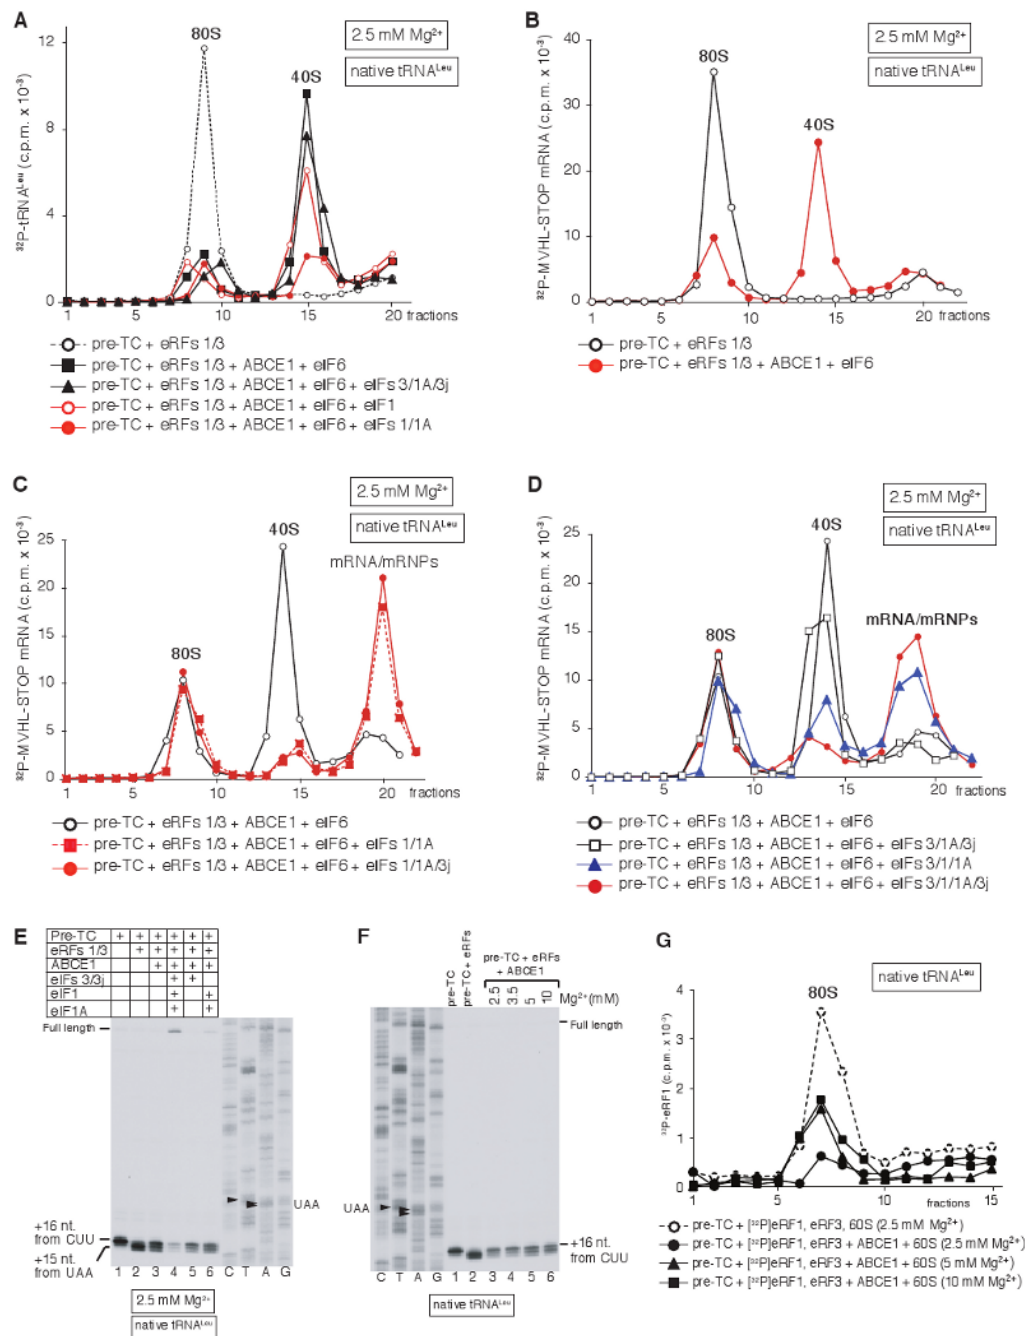 A
2.5 mM Mg2+
native tRNALeu
80S
40S
32P-tRNALeu (c.p.m. x 10-3)
12
8
4
0
1 5 10 15 20 fractions
pre-TC + eRFs 1/3
pre-TC + eRFs 1/3 + ABCE1 + eIF6
pre-TC + eRFs 1/3 + ABCE1 + eIF6 + eIFs 3/1A/3j
pre-TC + eRFs 1/3 + ABCE1 + eIF6 + eIF1
pre-TC + eRFs 1/3 + ABCE1 + eIF6 + eIFs 1/1A
B
2.5 mM Mg2+
native tRNALeu
80S
40S
32P-MVHL-STOP mRNA (c.p.m. x 10-3)
40
30
20
10
0
1 5 10 15 20 fractions
pre-TC + eRFs 1/3
pre-TC + eRFs 1/3 + ABCE1 + eIF6
C
2.5 mM Mg2+
native tRNALeu
80S
40S
mRNA/mRNPs
32P-MVHL-STOP mRNA (c.p.m. x 10-3)
25
20
15
10
5
0
1 5 10 15 20 fractions
pre-TC + eRFs 1/3 + ABCE1 + eIF6
pre-TC + eRFs 1/3 + ABCE1 + eIF6 + eIFs 1/1A
pre-TC + eRFs 1/3 + ABCE1 + eIF6 + eIFs 1/1A/3j
D
2.5 mM Mg2+
native tRNALeu
80S
40S
mRNA/mRNPs
32P-MVHL-STOP mRNA (c.p.m. x 10-3)
25
20
15
10
5
0
1 5 10 15 20 fractions
pre-TC + eRFs 1/3 + ABCE1 + eIF6
pre-TC + eRFs 1/3 + ABCE1 + eIF6 + eIFs 3/1A/3j
pre-TC + eRFs 1/3 + ABCE1 + eIF6 + eIFs 3/1/1A
pre-TC + eRFs 1/3 + ABCE1 + eIF6 + eIFs 3/1/1A/3j
E
Pre-TC + + + + + +
eRFs 1/3 + + + + +
ABCE1 + + + +
eIFs 3/3j + +
eIF1 + +
eIF1A + +
Full length
UAA
+16 nt. from CUU
+15 nt. from UAA
1 2 3 4 5 6 C T A G
2.5 mM Mg2+
native tRNALeu
F
pre-TC
pre-TC + eRFs
pre-TC + eRFs + ABCE1
2.5 3.5 5 10 Mg2+(mM)
Full length
UAA
+16 nt. from CUU
C T A G 1 2 3 4 5 6
native tRNALeu
G
native tRNALeu
80S
32P-eRF1 (c.p.m. x 10-3)
4
3
2
1
0
1 5 10 15
fractions
pre-TC + [32P]eRF1, eRF3, 60S (2.5 mM Mg2+)
pre-TC + [32P]eRF1, eRF3 + ABCE1 + 60S (2.5 mM Mg2+)
pre-TC + [32P]eRF1, eRF3 + ABCE1 + 60S (5 mM Mg2+)
pre-TC + [32P]eRF1, eRF3 + ABCE1 + 60S (10 mM Mg2+)